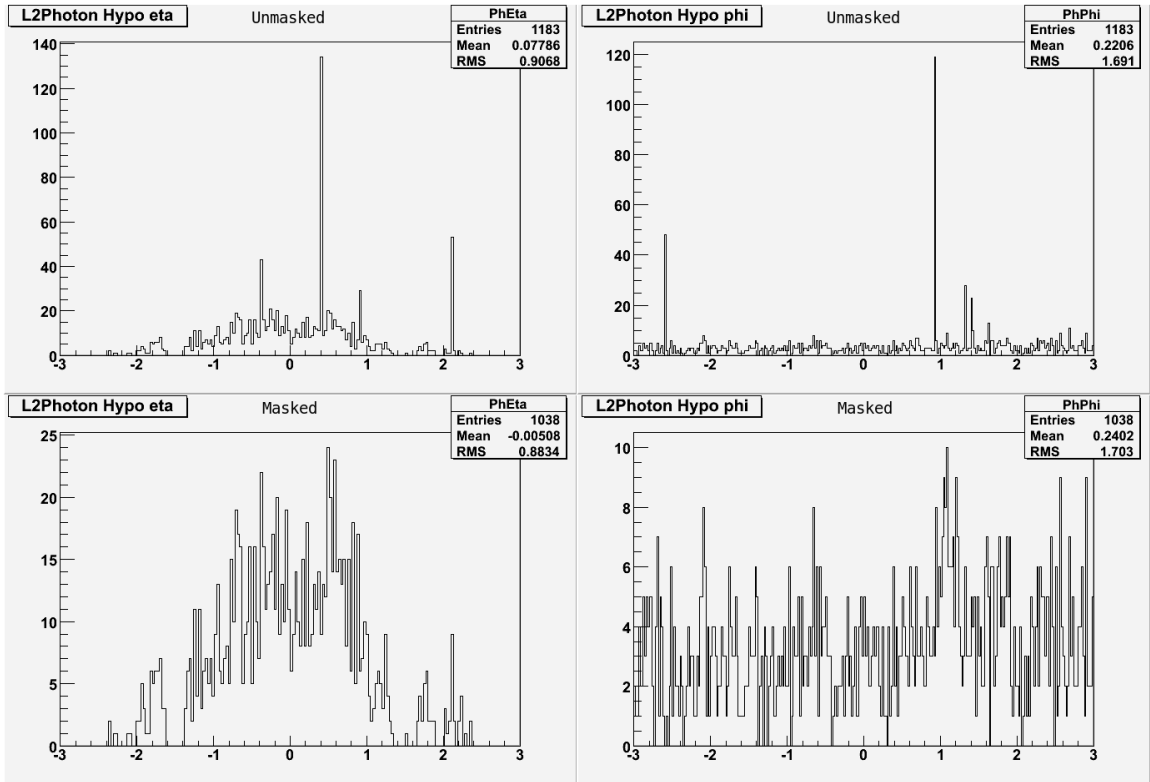 L2Photon Hypo eta
Unmasked
PhEta
Entries 1183
Mean 0.07786
RMS 0.9068
140
120
100
80
60
40
20
0
-3 -2 -1 0 1 2 3
L2Photon Hypo phi
Unmasked
PhPhi
Entries 1183
Mean 0.2206
RMS 1.691
120
100
80
60
40
20
0
-3 -2 -1 0 1 2 3
L2Photon Hypo eta
Masked
PhEta
Entries 1038
Mean -0.00508
RMS 0.8834
25
20
15
10
5
0
-3 -2 -1 0 1 2 3
L2Photon Hypo phi
Masked
PhPhi
Entries 1038
Mean 0.2402
RMS 1.703
10
8
6
4
2
0
-3 -2 -1 0 1 2 3